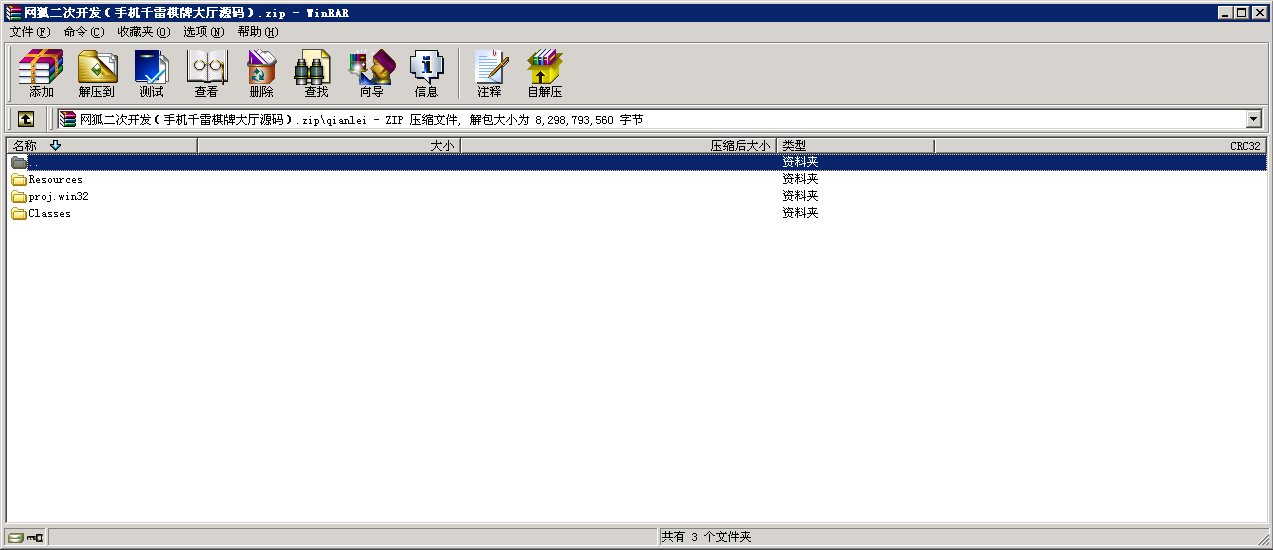 网狐二次开发(手机千雷棋牌大厅源码).zip - WinRAR
文件(F) 命令(C) 收藏夹(O) 选项(N) 帮助(H)
添加 解压到 测试 查看 删除 查找 向导 信息 注释 自解压
网狐二次开发(手机千雷棋牌大厅源码).zip\qianlei - ZIP 压缩文件, 解包大小为 8,298,793,560 字节
名称 大小 压缩后大小 类型 CRC32
.. 资料夹
Resources 资料夹
proj.win32 资料夹
Classes 资料夹
共有 3 个文件夹